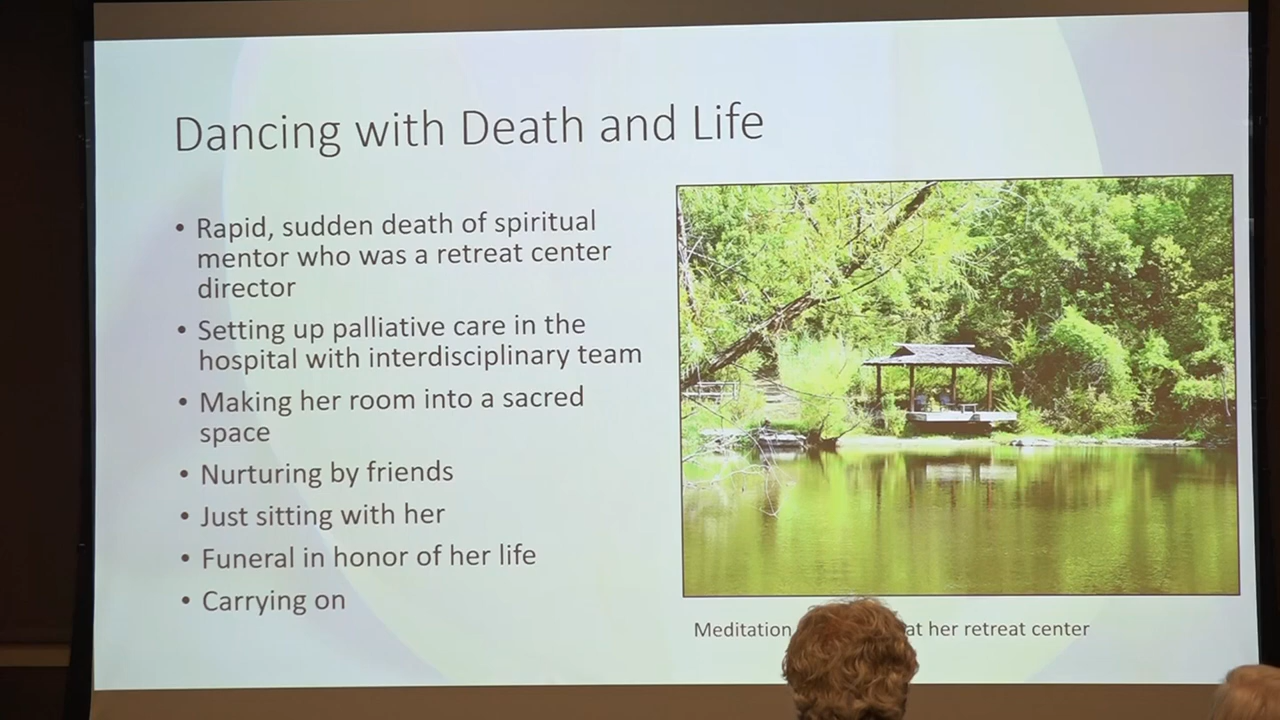 Dancing with Death and Life
• Rapid, sudden death of spiritual
mentor who was a retreat center
director
• Setting up palliative care in the
hospital with interdisciplinary team
• Making her room into a sacred
space
• Nurturing by friends
• Just sitting with her
• Funeral in honor of her life
• Carrying on
Meditation at her retreat center